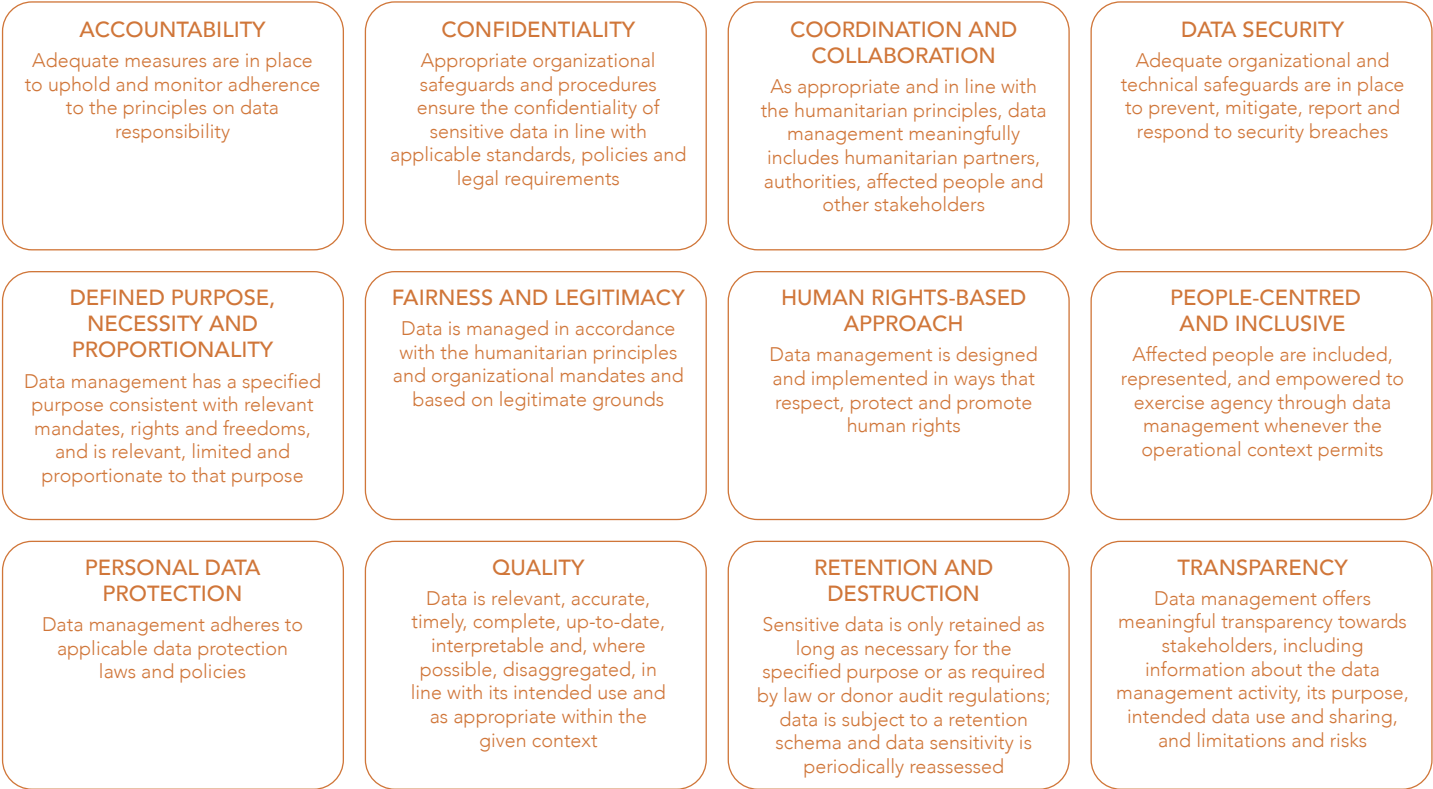 ACCOUNTABILITY
Adequate measures are in place
to uphold and monitor adherence
to the principles on data
responsibility
CONFIDENTIALITY
Appropriate organizational
safeguards and procedures
ensure the confidentiality of
sensitive data in line with
applicable standards, policies and
legal requirements
COORDINATION AND
COLLABORATION
As appropriate and in line with
the humanitarian principles, data
management meaningfully
includes humanitarian partners,
authorities, affected people and
other stakeholders
DATA SECURITY
Adequate organizational and
technical safeguards are in place
to prevent, mitigate, report and
respond to security breaches
DEFINED PURPOSE,
NECESSITY AND
PROPORTIONALITY
Data management has a specified
purpose consistent with relevant
mandates, rights and freedoms,
and is relevant, limited and
proportionate to that purpose
FAIRNESS AND LEGITIMACY
Data is managed in accordance
with the humanitarian principles
and organizational mandates and
based on legitimate grounds
HUMAN RIGHTS-BASED
APPROACH
Data management is designed
and implemented in ways that
respect, protect and promote
human rights
PEOPLE-CENTRED
AND INCLUSIVE
Affected people are included,
represented, and empowered to
exercise agency through data
management whenever the
operational context permits
PERSONAL DATA
PROTECTION
Data management adheres to
applicable data protection
laws and policies
QUALITY
Data is relevant, accurate,
timely, complete, up-to-date,
interpretable and, where
possible, disaggregated, in
line with its intended use and
as appropriate within the
given context
RETENTION AND
DESTRUCTION
Sensitive data is only retained as
long as necessary for the
specified purpose or as required
by law or donor audit regulations;
data is subject to a retention
schema and data sensitivity is
periodically reassessed
TRANSPARENCY
Data management offers
meaningful transparency towards
stakeholders, including
information about the data
management activity, its purpose,
intended data use and sharing,
and limitations and risks